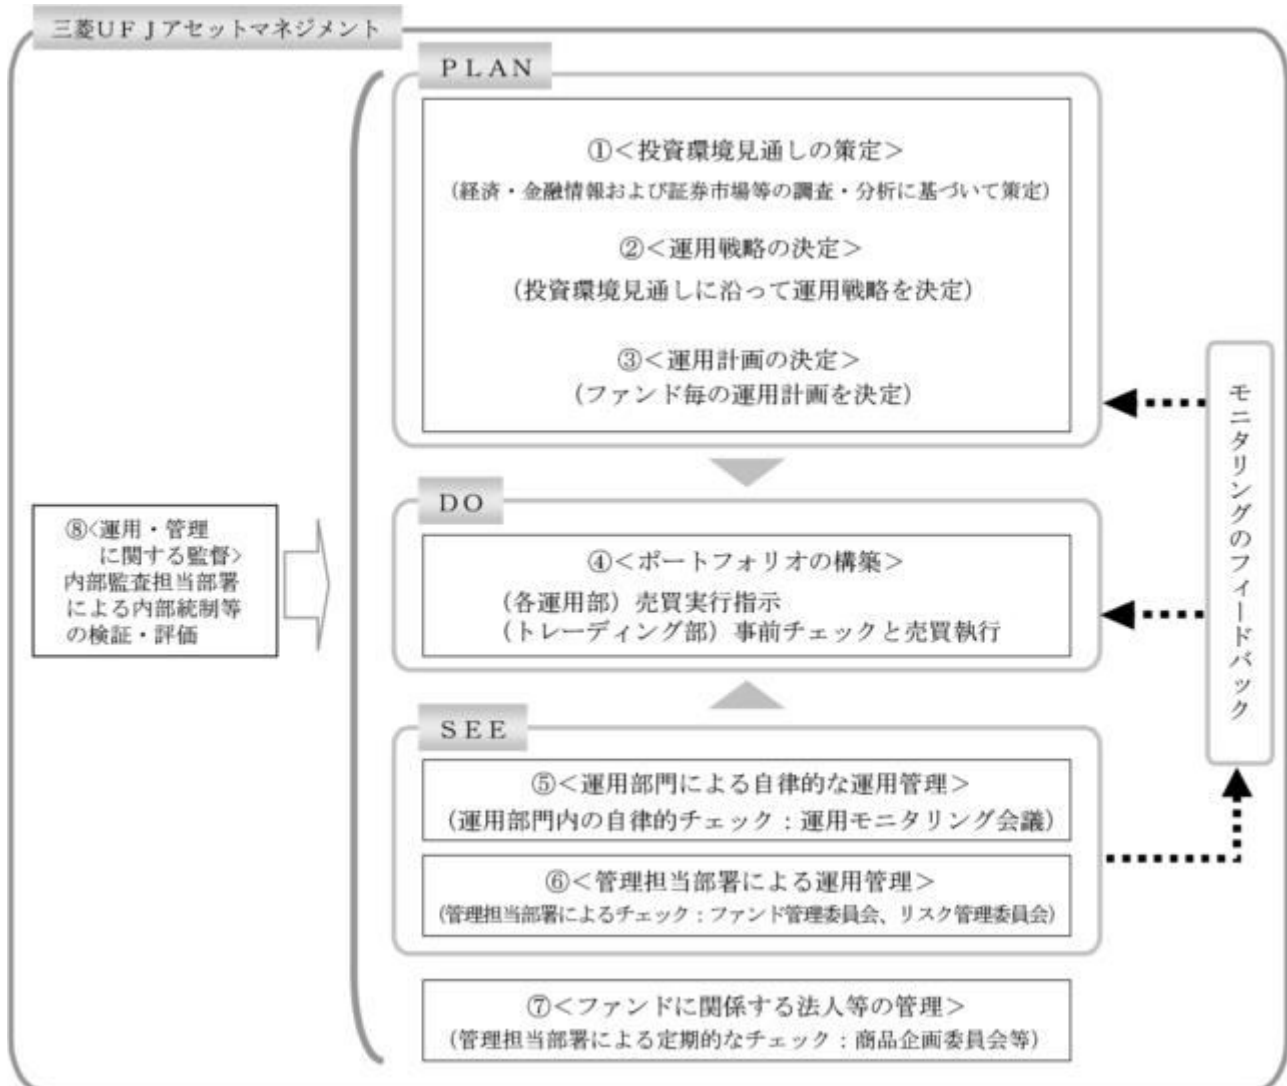 三菱ＵＦＪアセットマネジメント
ＰＬＡＮ
①＜投資環境見通しの策定＞
（経済・金融情報および証券市場等の調査・分析に基づいて策定）
②＜運用戦略の決定＞
（投資環境見通しに沿って運用戦略を決定）
③＜運用計画の決定＞
（ファンド毎の運用計画を決定）
ＤＯ
④＜ポートフォリオの構築＞
（各運用部）売買実行指示
（トレーディング部）事前チェックと売買執行
ＳＥＥ
⑤＜運用部門による自律的な運用管理＞
（運用部門内の自律的チェック：運用モニタリング会議）
⑥＜管理担当部署による運用管理＞
（管理担当部署によるチェック：ファンド管理委員会、リスク管理委員会）
⑦＜ファンドに関係する法人等の管理＞
（管理担当部署による定期的なチェック：商品企画委員会等）
⑧＜運用・管理
に関する監督＞
内部監査担当部署
による内部統制等
の検証・評価
モニタリングのフィードバック